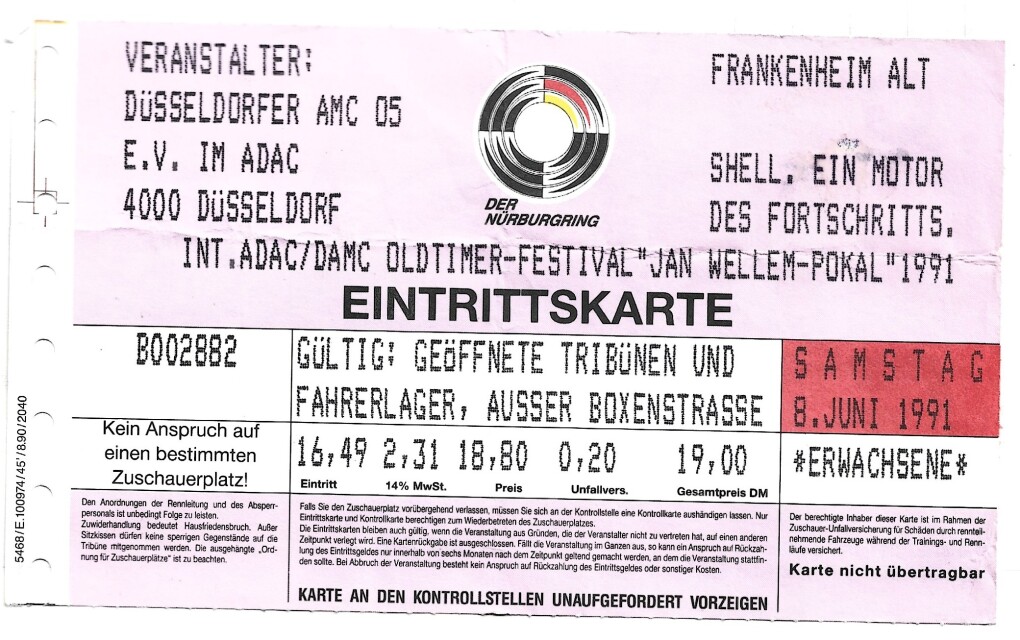 VERANSTALTER:
DÜSSELDORFER AMC 05
E.V. IM ADAC
4000 DÜSSELDORF
DER
NÜRBURGRING
FRANKENHEIM ALT
SHELL. EIN MOTOR
DES FORTSCHRITTS.
INT.ADAC/DAMC OLDTIMER-FESTIVAL"JAN WELLEM-POKAL"1991
EINTRITTSKARTE
B002882
GÜLTIG: GEÖFFNETE TRIBÜNEN UND
FAHRERLAGER, AUSSER BOXENSTRASSE
SAMSTAG
8.JUNI 1991
Kein Anspruch auf
einen bestimmten
Zuschauerplatz!
16,49 2,31 18,80 0,20 19,00
Eintritt 14% MwSt. Preis Unfallvers. Gesamtpreis DM
*ERWACHSENE*
Den Anordnungen der Rennleitung und des Absperr-
personals ist unbedingt Folge zu leisten.
Zuwiderhandlung bedeutet Hausfriedensbruch. Außer
Sitzkissen dürfen keine sperrigen Gegenstände auf die
Tribüne mitgenommen werden. Die ausgehängte „Ord-
nung für Zuschauerplätze" ist zu beachten.
Falls Sie den Zuschauerplatz vorübergehend verlassen, müssen Sie sich an der Kontrollstelle eine Kontrollkarte aushändigen lassen. Nur
Eintrittskarte und Kontrollkarte berechtigen zum Wiederbetreten des Zuschauerplatzes.
Die Eintrittskarten bleiben auch gültig, wenn die Veranstaltung aus Gründen, die der Veranstalter nicht zu vertreten hat, auf einen anderen
Zeitpunkt verlegt wird. Eine Kartenrückgabe ist ausgeschlossen. Fällt die Veranstaltung im Ganzen aus, so kann ein Anspruch auf Rückzah-
lung des Eintrittsgeldes nur innerhalb von sechs Monaten nach dem Zeitpunkt geltend gemacht werden, an dem die Veranstaltung stattfin-
den sollte. Bei Abbruch der Veranstaltung besteht kein Anspruch auf Rückzahlung des Eintrittsgeldes oder sonstiger Kosten.
KARTE AN DEN KONTROLLSTELLEN UNAUFGEFORDERT VORZEIGEN
Der berechtigte Inhaber dieser Karte ist im Rahmen der
Zuschauer-Unfallversicherung für Schäden durch rennteil-
nehmende Fahrzeuge während der Trainings- und Renn-
läufe versichert.
Karte nicht übertragbar
5468/E.100974/45'/8.90/2040